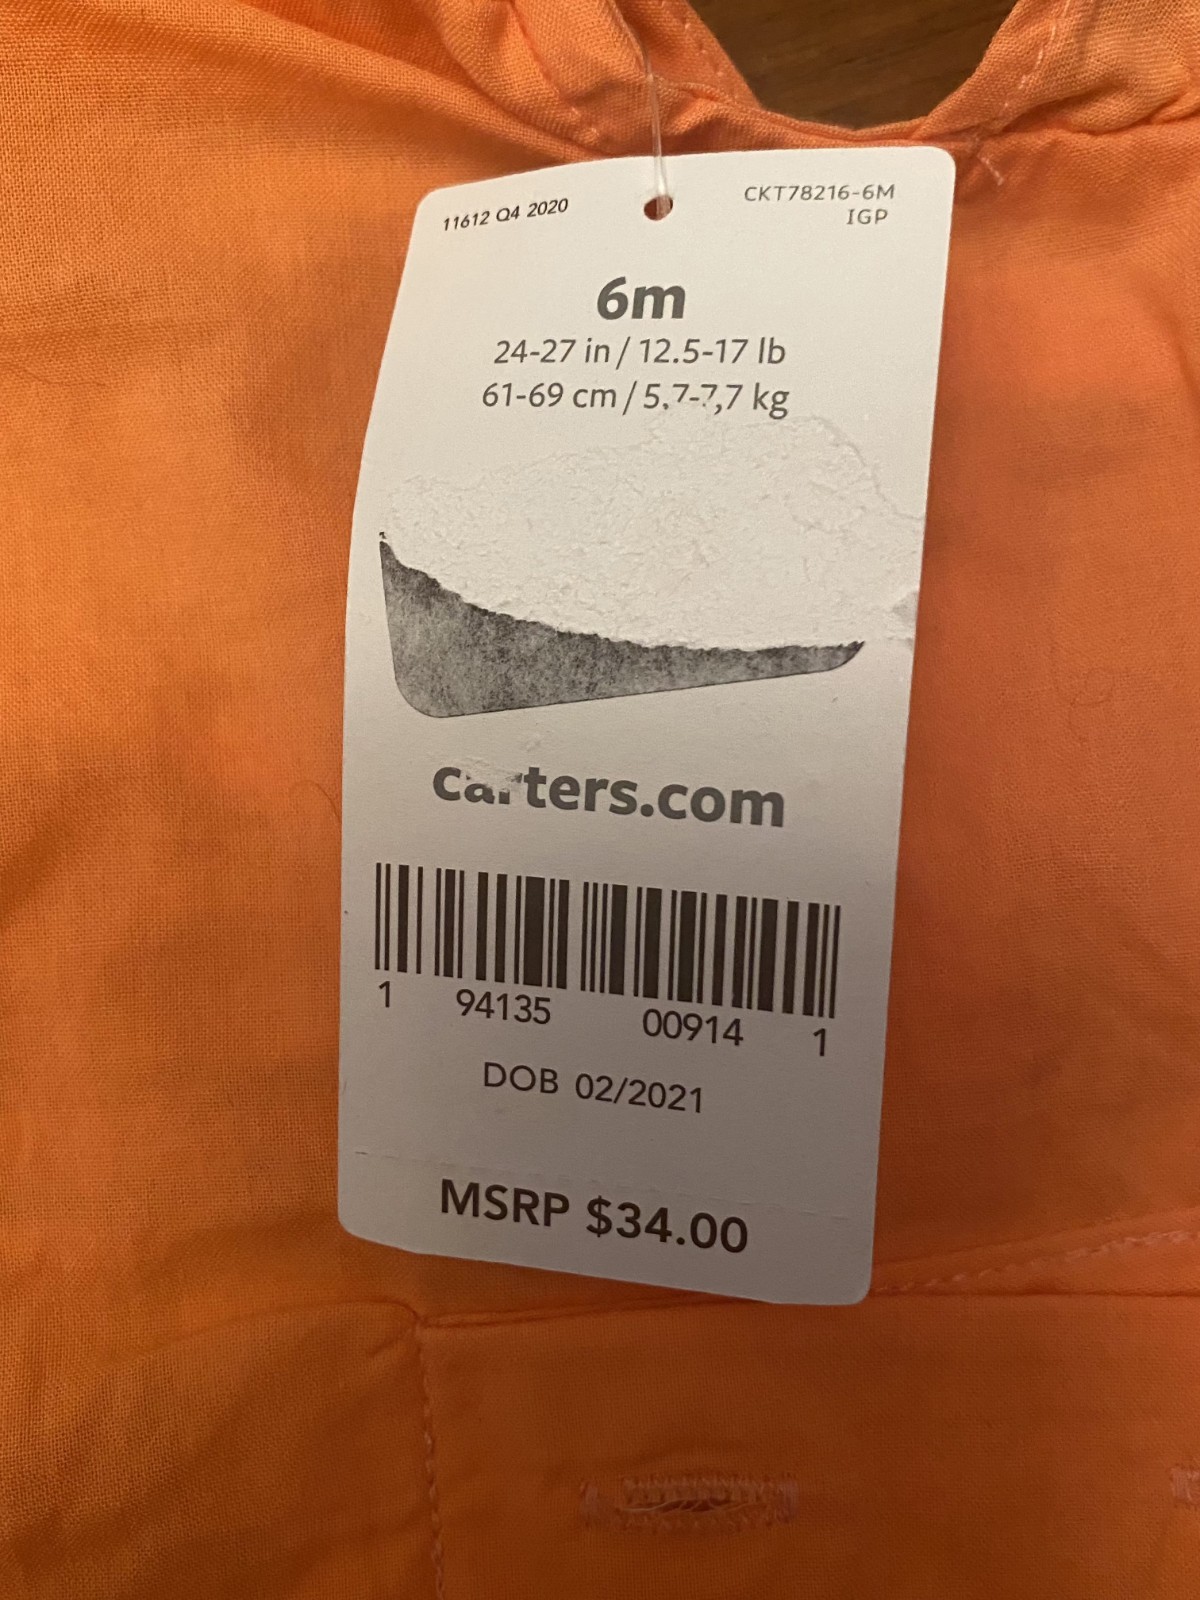 11612 Q4 2020
CKT78216-6M
IGP
6m
24-27 in / 12.5-17 lb
61-69 cm / 5,7-7,7 kg
carters.com
1 94135 00914 1
DOB 02/2021
MSRP $34.00